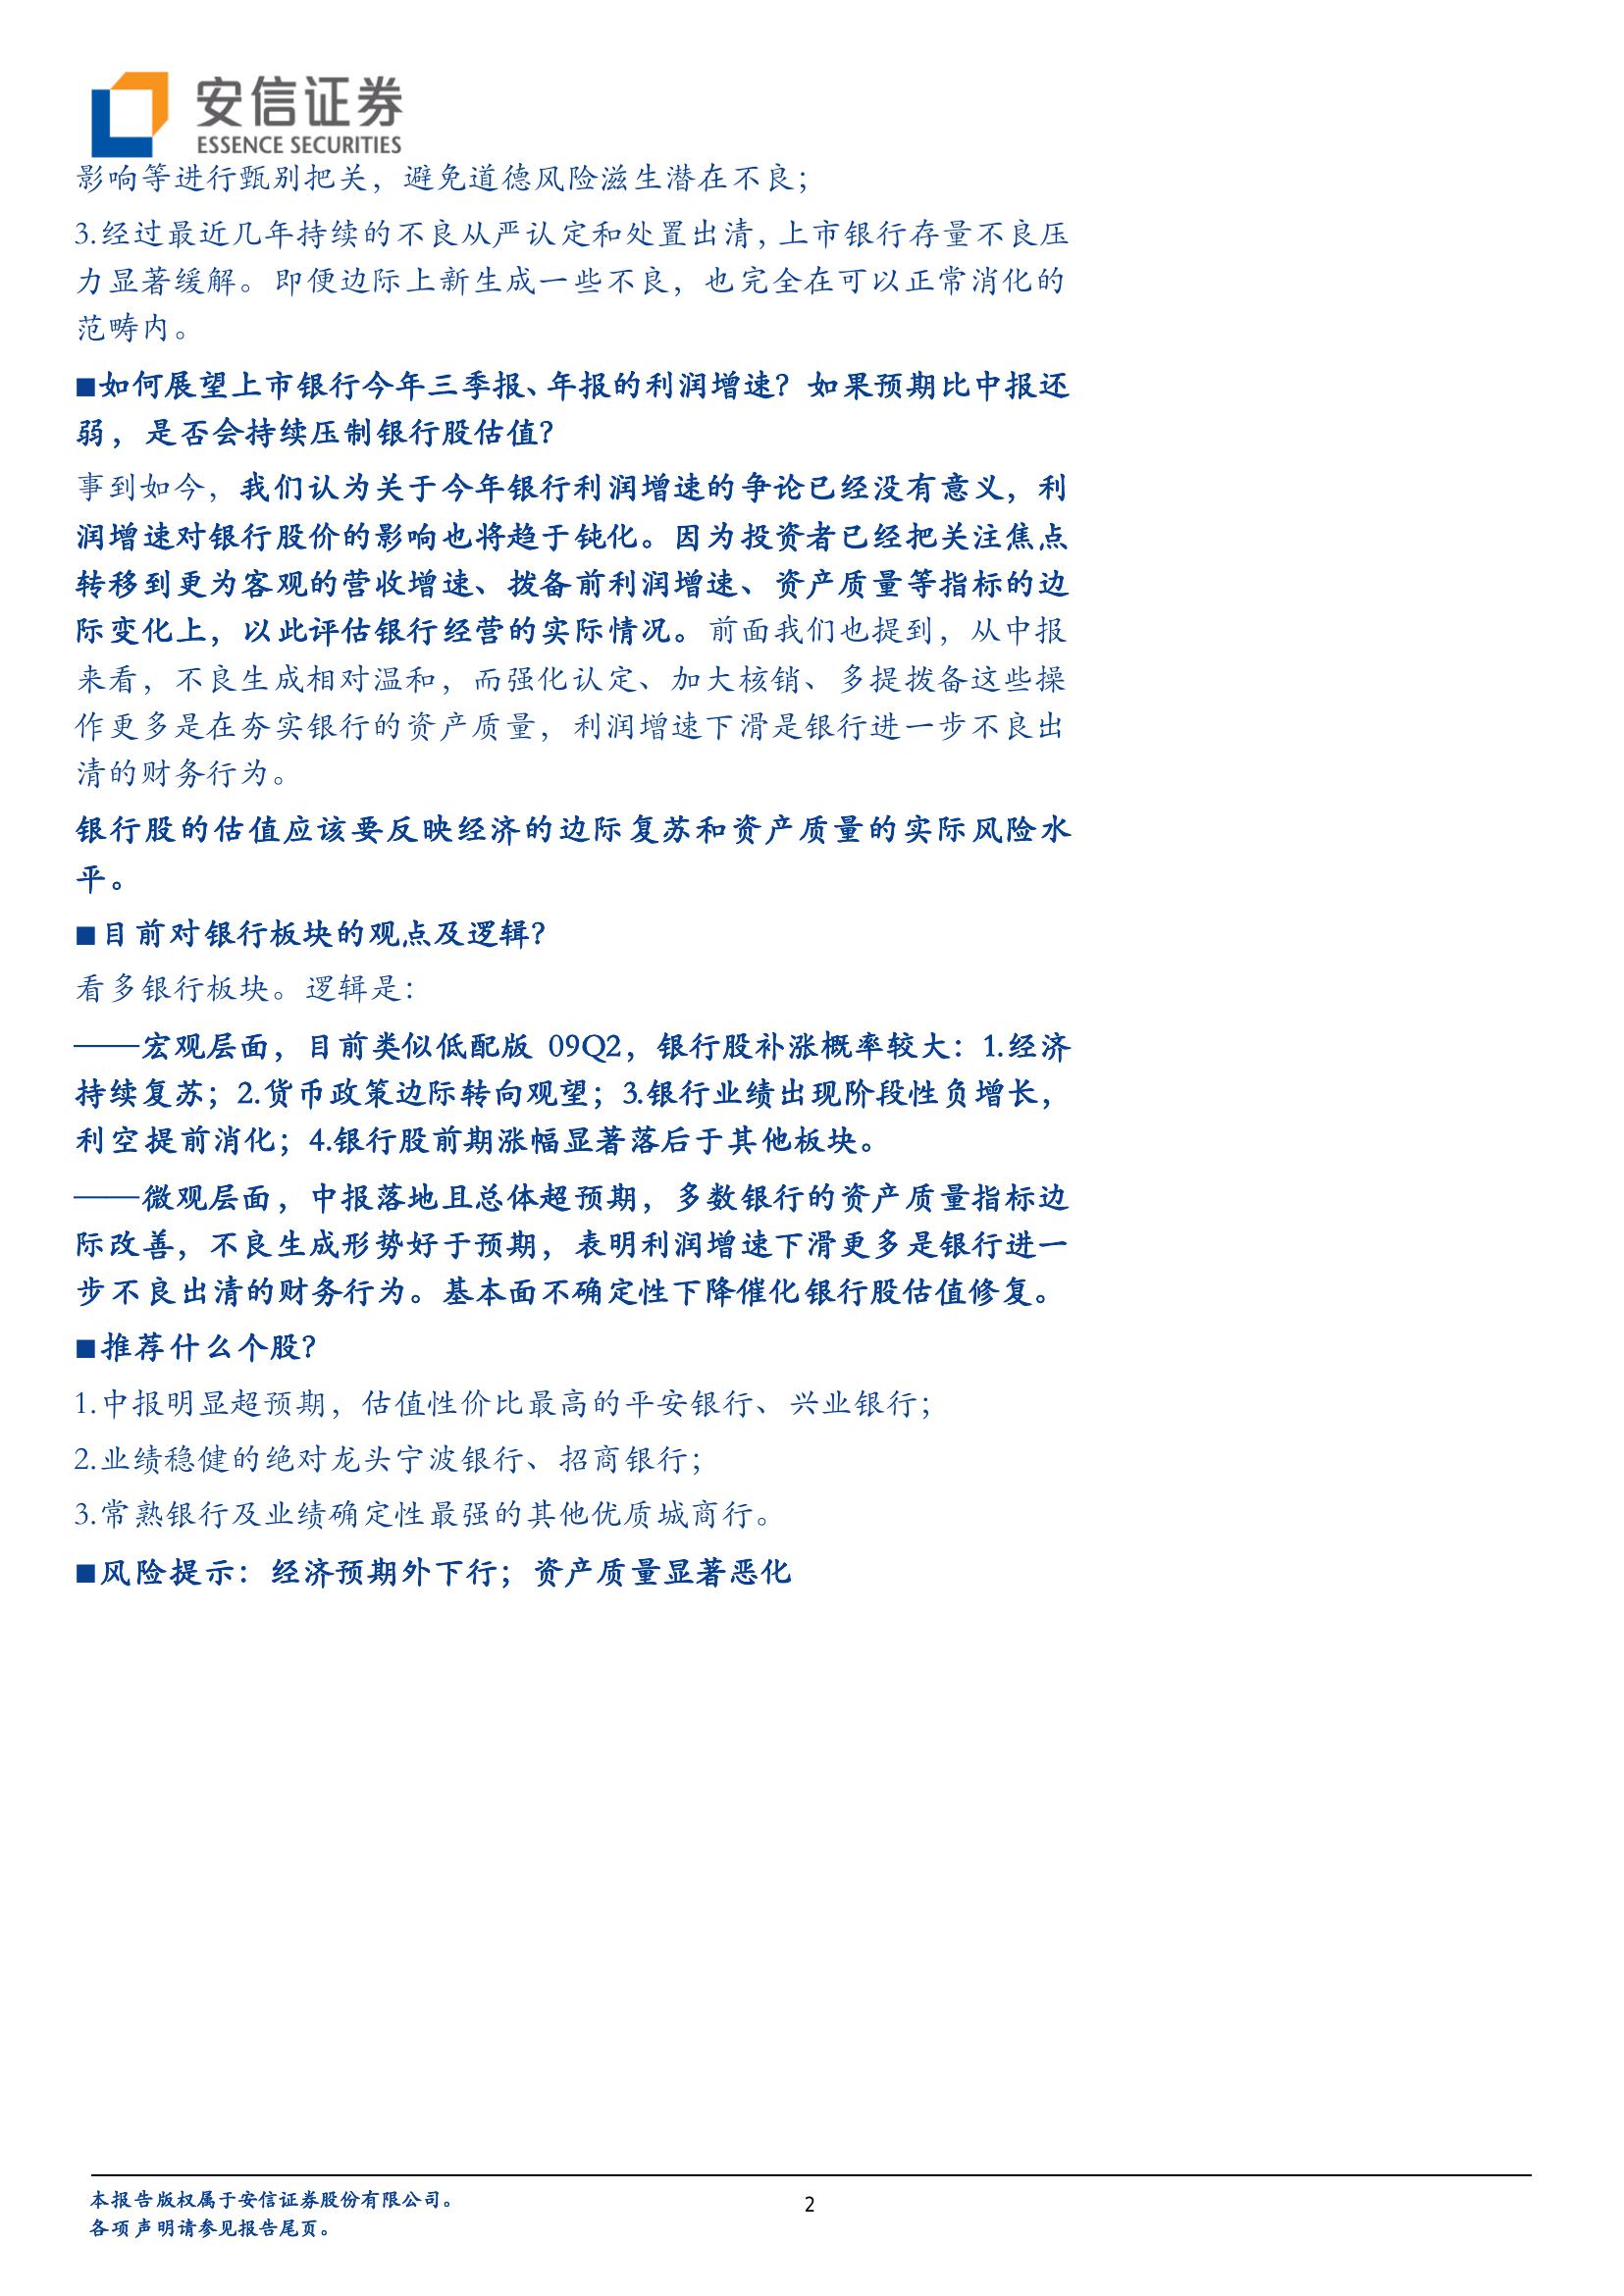 安信证券
ESSENCE SECURITIES
影响等进行甄别把关，避免道德风险滋生潜在不良；
3.经过最近几年持续的不良从严认定和处置出清，上市银行存量不良压
力显著缓解。即便边际上新生成一些不良，也完全在可以正常消化的
范畴内。
■如何展望上市银行今年三季报、年报的利润增速？如果预期比中报还
弱，是否会持续压制银行股估值？
事到如今，我们认为关于今年银行利润增速的争论已经没有意义，利
润增速对银行股价的影响也将趋于钝化。因为投资者已经把关注焦点
转移到更为客观的营收增速、拨备前利润增速、资产质量等指标的边
际变化上，以此评估银行经营的实际情况。前面我们也提到，从中报
来看，不良生成相对温和，而强化认定、加大核销、多提拨备这些操
作更多是在夯实银行的资产质量，利润增速下滑是银行进一步不良出
清的财务行为。
银行股的估值应该要反映经济的边际复苏和资产质量的实际风险水
平。
■目前对银行板块的观点及逻辑？
看多银行板块。逻辑是：
——宏观层面，目前类似低配版 09Q2，银行股补涨概率较大：1.经济
持续复苏；2.货币政策边际转向观望；3.银行业绩出现阶段性负增长，
利空提前消化；4.银行股前期涨幅显著落后于其他板块。
——微观层面，中报落地且总体超预期，多数银行的资产质量指标边
际改善，不良生成形势好于预期，表明利润增速下滑更多是银行进一
步不良出清的财务行为。基本面不确定性下降催化银行股估值修复。
■推荐什么个股？
1.中报明显超预期，估值性价比最高的平安银行、兴业银行；
2.业绩稳健的绝对龙头宁波银行、招商银行；
3.常熟银行及业绩确定性最强的其他优质城商行。
■风险提示：经济预期外下行；资产质量显著恶化
本报告版权属于安信证券股份有限公司。
各项声明请参见报告尾页。
2